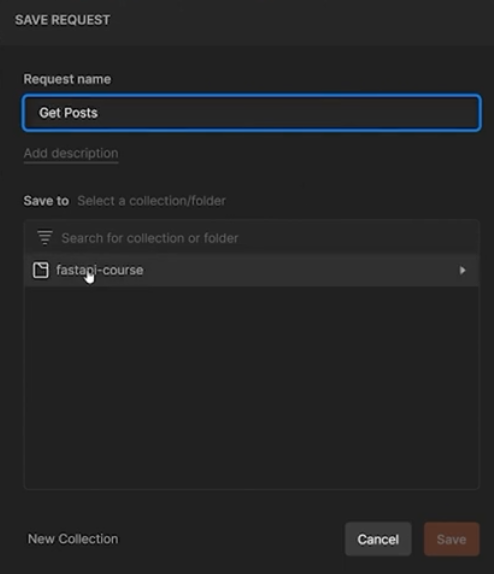 SAVE REQUEST
Request name
Get Posts
Add description
Save to Select a collection/folder
Search for collection or folder
fastapi-course
New Collection Cancel Save